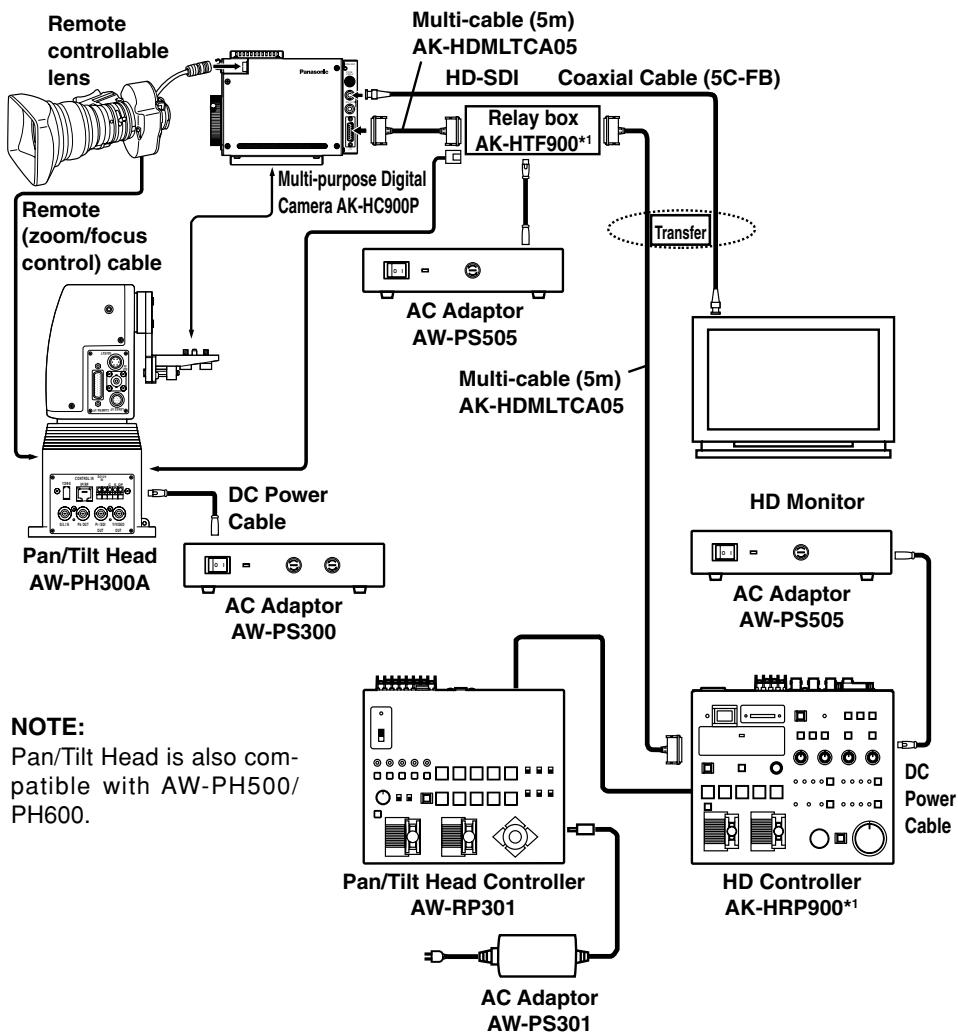 Remote
controllable
lens
Multi-cable (5m)
AK-HDMLTCA05
HD-SDI
Coaxial Cable (5C-FB)
Panasonic
Relay box
AK-HTF900*1
Multi-purpose Digital
Camera AK-HC900P
Remote
(zoom/focus
control) cable
Transfer
AC Adaptor
AW-PS505
Multi-cable (5m)
AK-HDMLTCA05
HD Monitor
CONTROL IN
DC Power
Cable
Pan/Tilt Head
AW-PH300A
AC Adaptor
AW-PS300
AC Adaptor
AW-PS505
NOTE:
Pan/Tilt Head is also com-
patible with AW-PH500/
PH600.
DC
Power
Cable
Pan/Tilt Head Controller
AW-RP301
HD Controller
AK-HRP900*1
AC Adaptor
AW-PS301